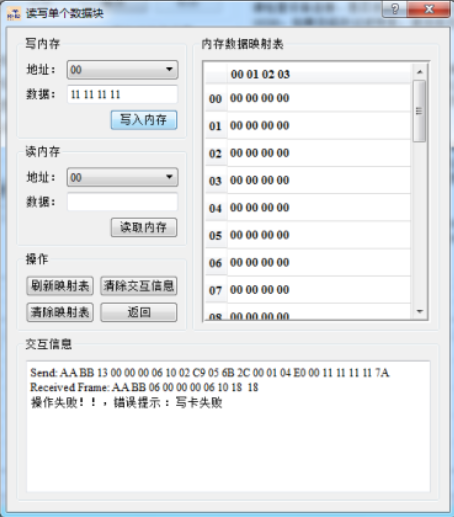 读写单个数据块
写内存
地址： 00
数据： 11 11 11 11
写入内存
读内存
地址： 00
数据：
读取内存
操作
刷新映射表 清除交互信息
清除映射表 返回
内存数据映射表
00 01 02 03
00 00 00 00 00
01 00 00 00 00
02 00 00 00 00
03 00 00 00 00
04 00 00 00 00
05 00 00 00 00
06 00 00 00 00
07 00 00 00 00
08 00 00 00 00
交互信息
Send: AA BB 13 00 00 00 06 10 02 C9 05 6B 2C 00 01 04 E0 00 11 11 11 11 7A
Received Frame: AA BB 06 00 00 00 06 10 18 18
操作失败！！，错误提示：写卡失败